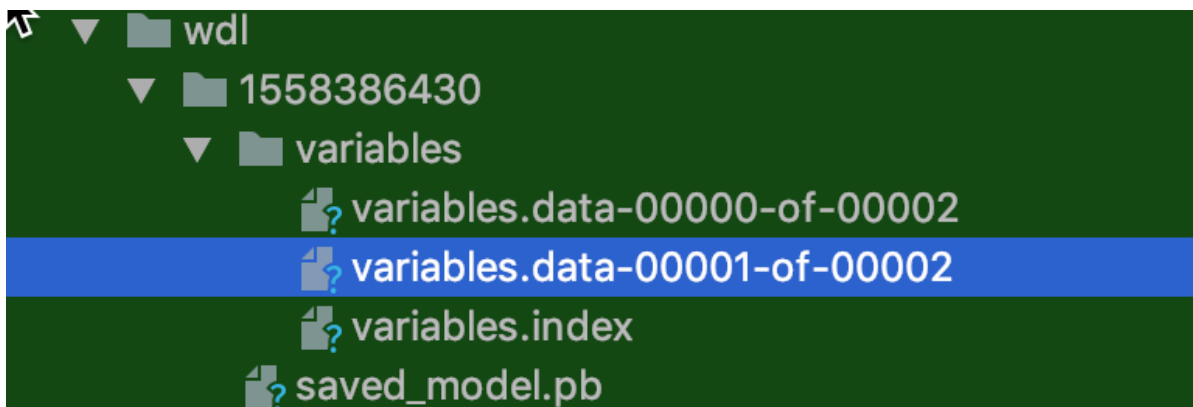 wdl
1558386430
variables
variables.data-00000-of-00002
variables.data-00001-of-00002
variables.index
saved_model.pb